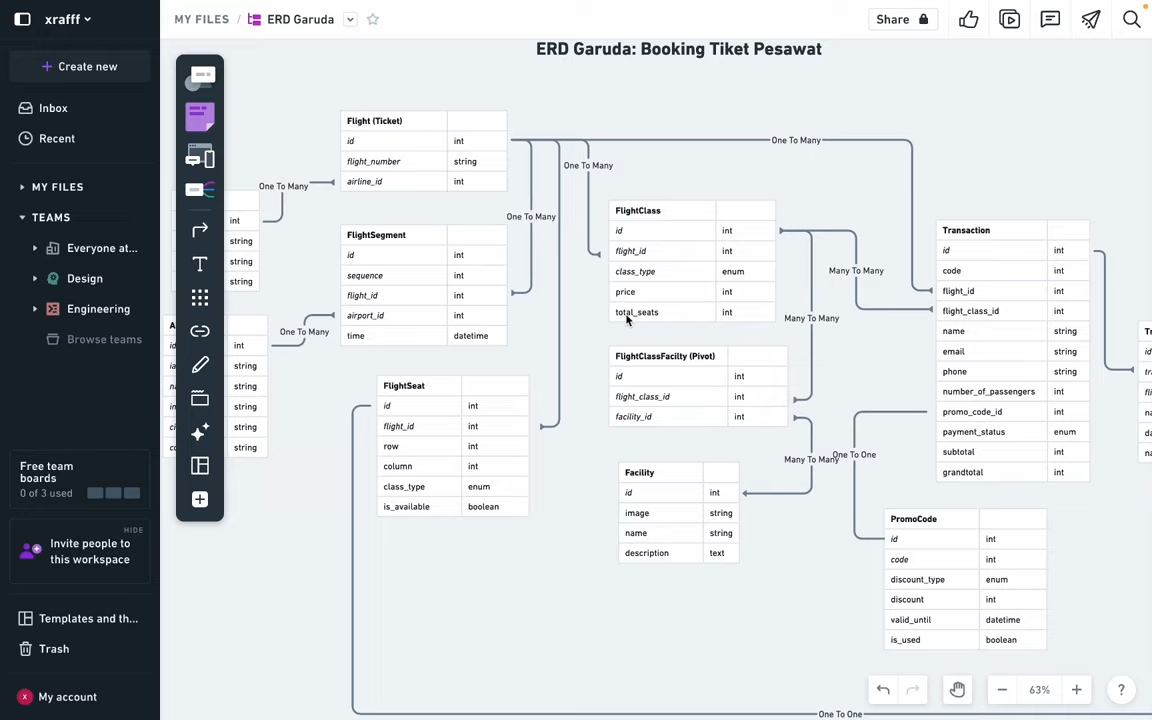 xrafff
MY FILES / ERD Garuda
Share
Create new
Inbox
Recent
MY FILES
TEAMS
Everyone at...
Design
Engineering
Browse teams
Free team
boards
0 of 3 used
HIDE
Invite people to
this workspace
Templates and th...
Trash
x
My account
ERD Garuda: Booking Tiket Pesawat
Flight (Ticket)
id int
flight_number string
airline_id int
One To Many
int
string
string
string
FlightSegment
id int
sequence int
flight_id int
airport_id int
time datetime
One To Many
One To Many
One To Many
One To Many
A
id int
string
string
string
string
string
FlightSeat
id int
flight_id int
row int
column int
class_type enum
is_available boolean
FlightClass
id int
flight_id int
class_type enum
price int
total_seats int
Many To Many
Many To Many
FlightClassFacilty (Pivot)
id int
flight_class_id int
facility_id int
Many To Many
One To One
Facility
id int
image string
name string
description text
Transaction
id int
code int
flight_id int
flight_class_id int
name string
email string
phone string
number_of_passengers int
promo_code_id int
payment_status enum
subtotal int
grandtotal int
PromoCode
id int
code int
discount_type enum
discount int
valid_until datetime
is_used boolean
Tr
id
One To One
63%
?